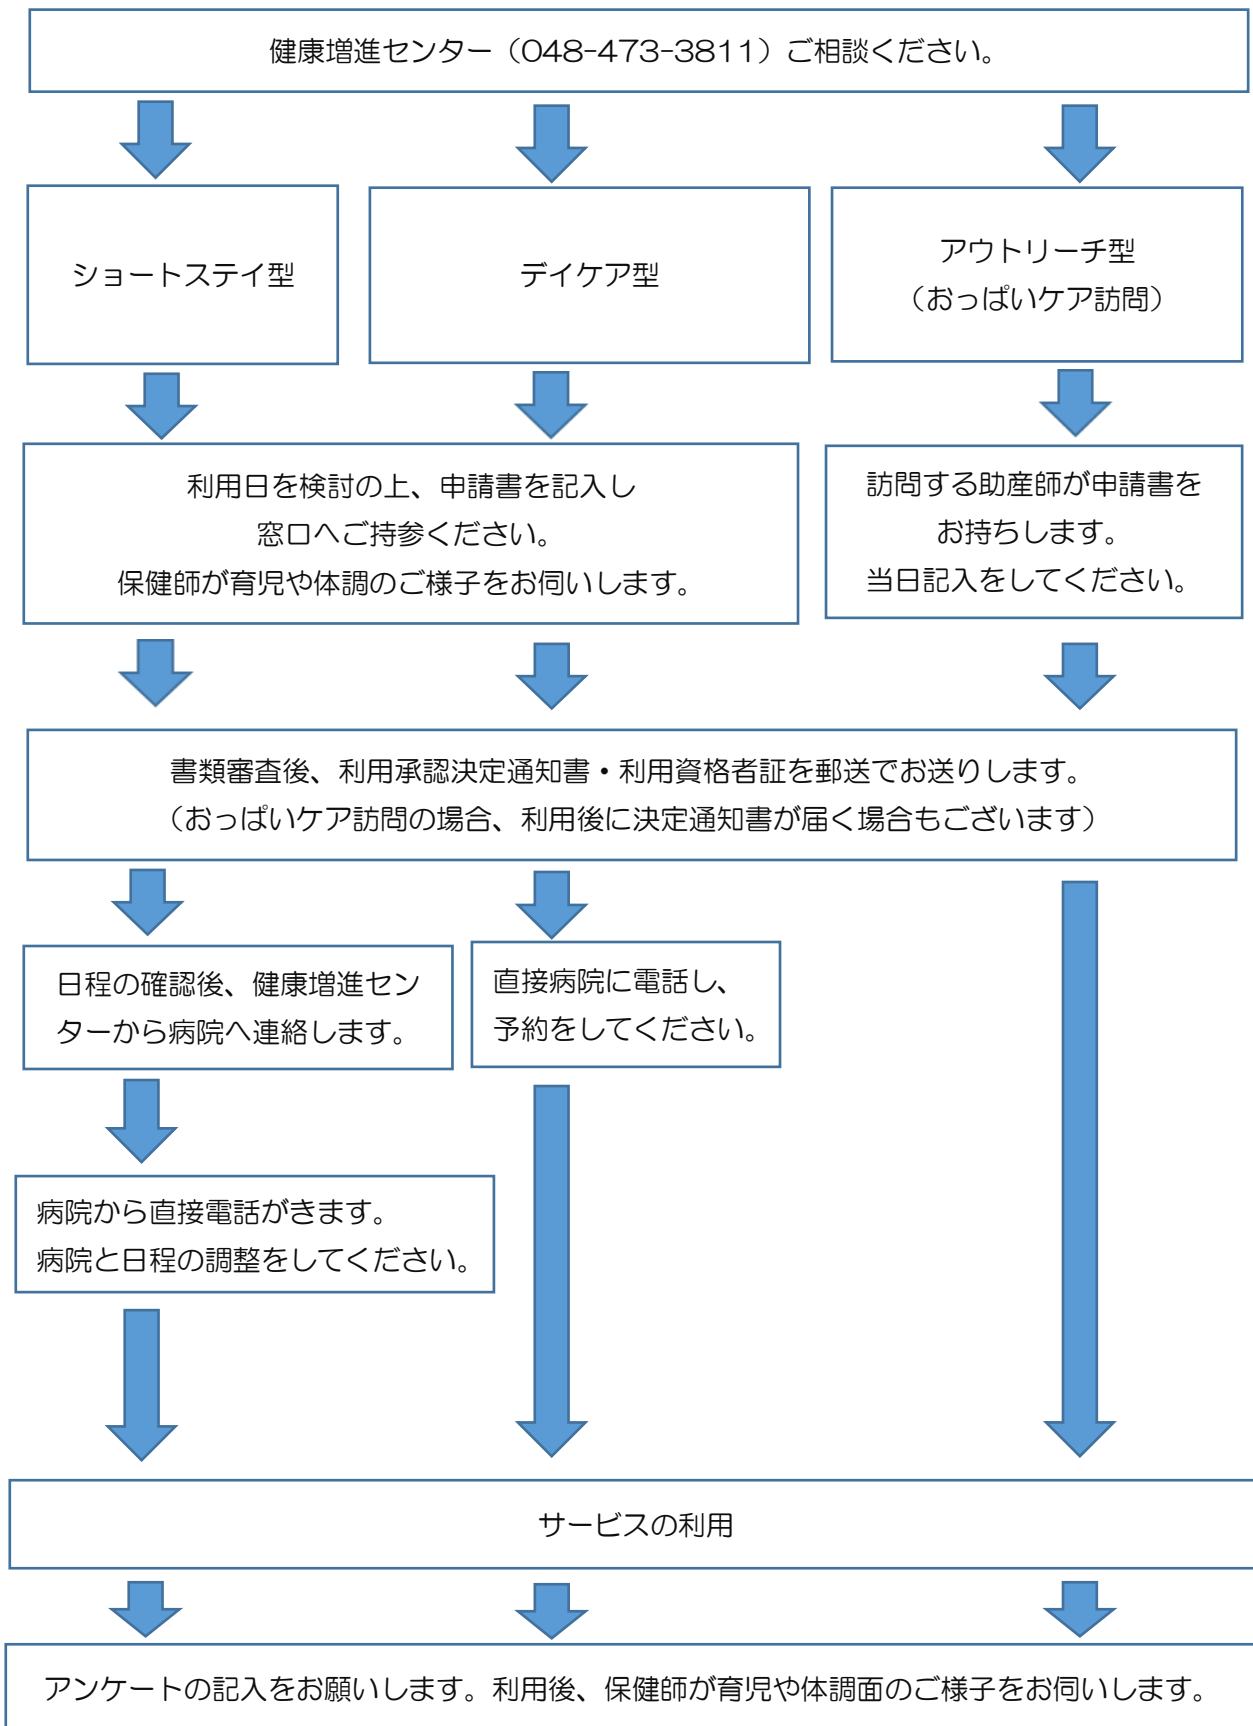 健康増進センター（048-473-3811）ご相談ください。
ショートステイ型
デイケア型
アウトリーチ型
（おっぱいケア訪問）
利用日を検討の上、申請書を記入し
窓口へご持参ください。
保健師が育児や体調のご様子をお伺いします。
訪問する助産師が申請書を
お持ちします。
当日記入をしてください。
書類審査後、利用承認決定通知書・利用資格者証を郵送でお送りします。
（おっぱいケア訪問の場合、利用後に決定通知書が届く場合もございます）
日程の確認後、健康増進セン
ターから病院へ連絡します。
直接病院に電話し、
予約をしてください。
病院から直接電話がきます。
病院と日程の調整をしてください。
サービスの利用
アンケートの記入をお願いします。利用後、保健師が育児や体調面のご様子をお伺いします。